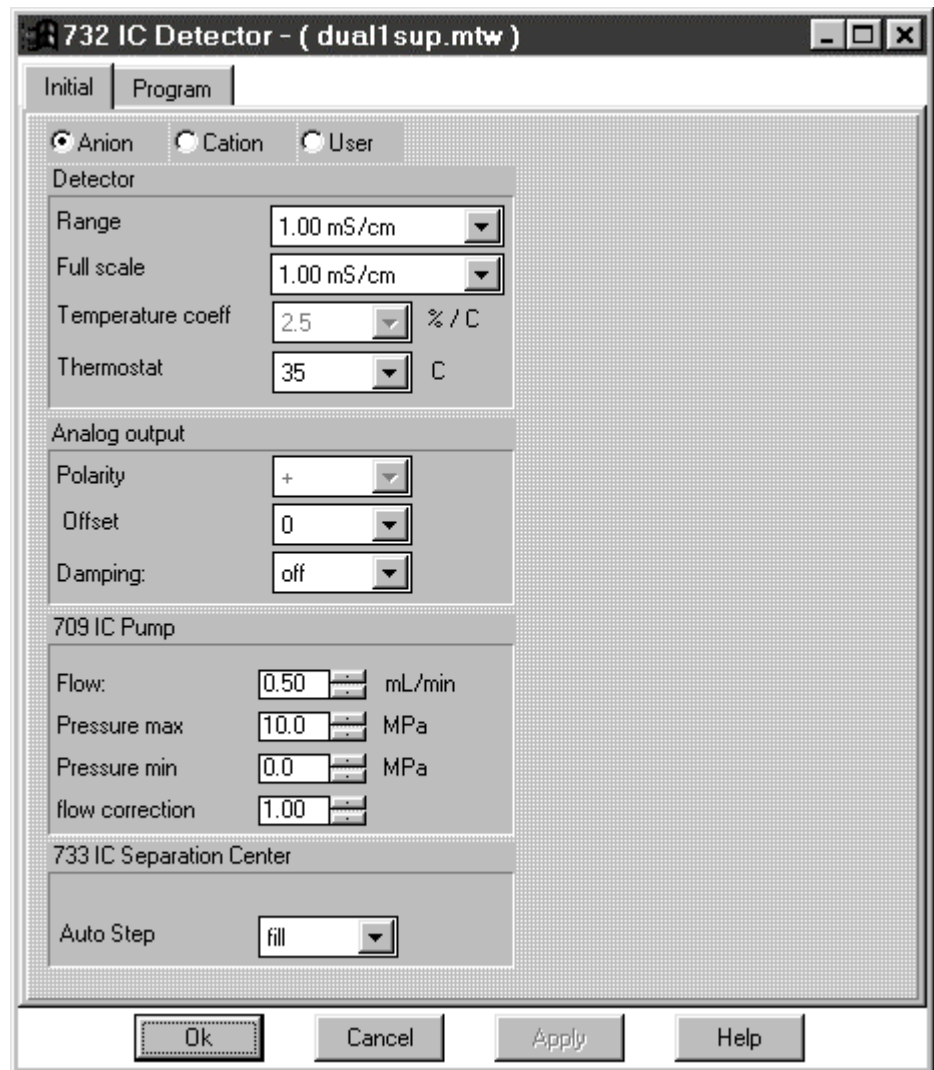 732 IC Detector - ( dual1sup.mtw )
Initial Program
Anion Cation User
Detector
Range 1.00 mS/cm
Full scale 1.00 mS/cm
Temperature coeff 2.5 % / C
Thermostat 35 C
Analog output
Polarity +
Offset 0
Damping: off
709 IC Pump
Flow: 0.50 mL/min
Pressure max 10.0 MPa
Pressure min 0.0 MPa
flow correction 1.00
733 IC Separation Center
Auto Step fill
Ok Cancel Apply Help